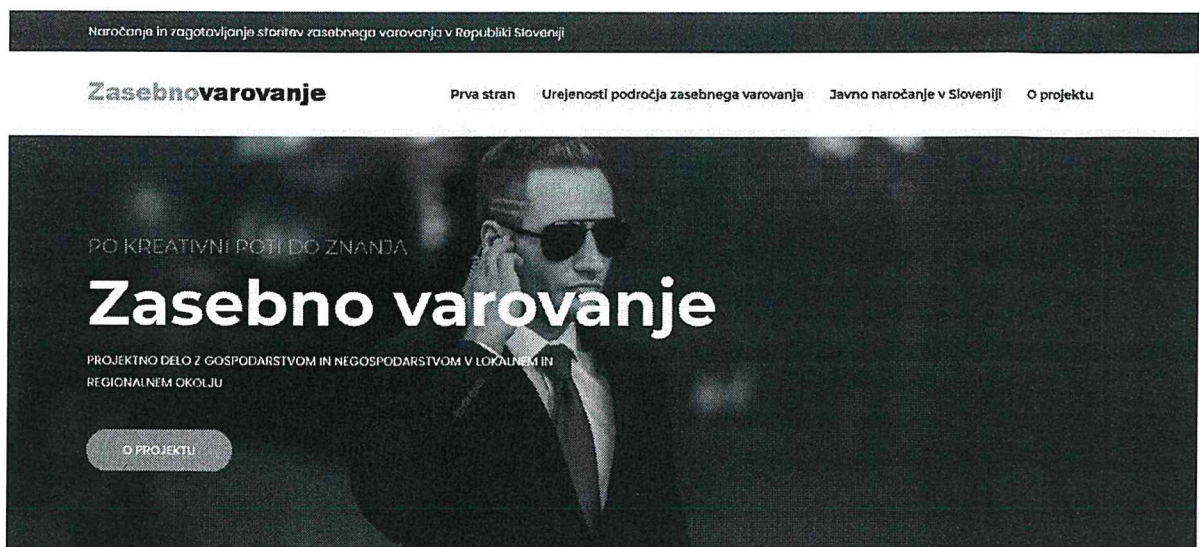 Naročanje in zagotavljanje storitev zasebnega varovanja v Republiki Sloveniji
Zasebnovarovanje
Prva stran Urejenosti področja zasebnega varovanja Javno naročanje v Sloveniji O projektu
PO KREATIVNI POTI DO ZNANJA
Zasebno varovanje
PROJEKTNO DELO Z GOSPODARSTVOM IN NEGOSPODARSTVOM V LOKALNEM IN
REGIONALNEM OKOLJU
O PROJEKTU